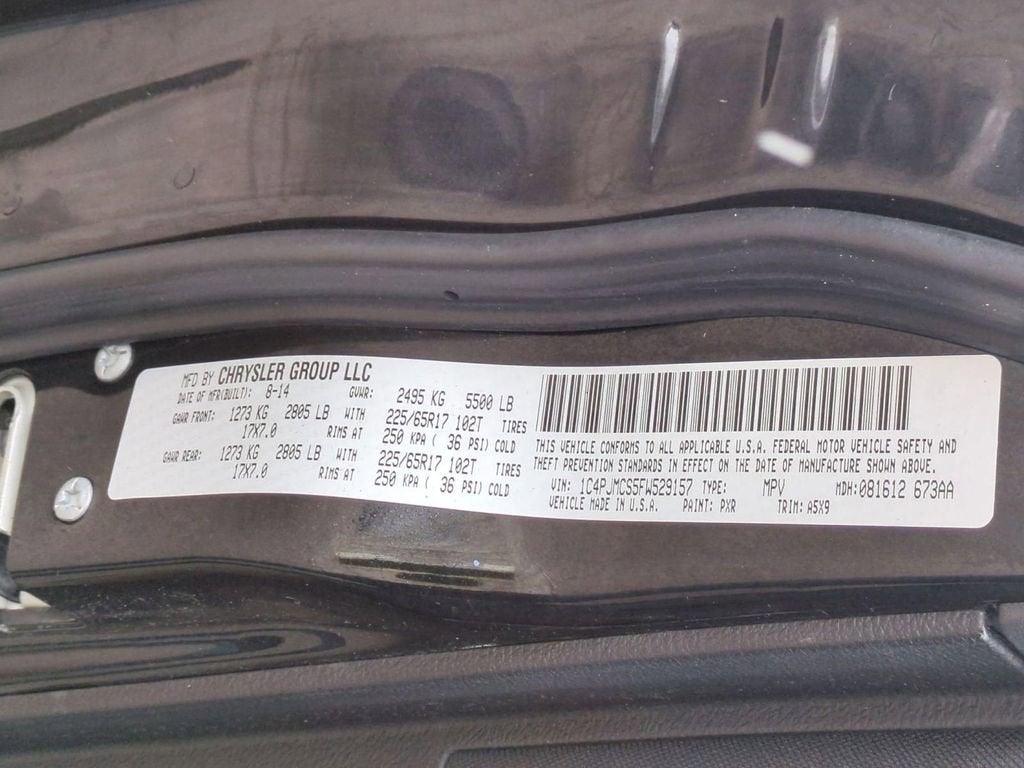 MFD BY CHRYSLER GROUP LLC
DATE OF MFR(BUILT): 8-14 GVWR: 2495 KG 5500 LB
GAWR FRONT: 1273 KG 2805 LB WITH 225/65R17 102T TIRES
17X7.0 RIMS AT 250 KPA ( 36 PSI) COLD
GAWR REAR: 1273 KG 2805 LB WITH 225/65R17 102T TIRES
17X7.0 RIMS AT 250 KPA ( 36 PSI) COLD
THIS VEHICLE CONFORMS TO ALL APPLICABLE U.S.A. FEDERAL MOTOR VEHICLE SAFETY AND
THEFT PREVENTION STANDARDS IN EFFECT ON THE DATE OF MANUFACTURE SHOWN ABOVE.
VIN: 1C4PJMCS5FW529157 TYPE: MPV MDH:081612 673AA
VEHICLE MADE IN U.S.A. PAINT: PXR TRIM: A5X9